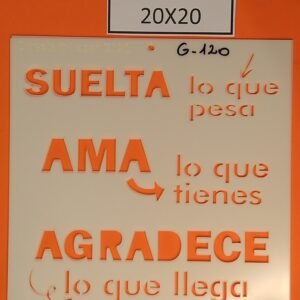 20X20
G-120
SUELTA lo que
pesa
AMA lo que
tienes
AGRADECE
lo que llega